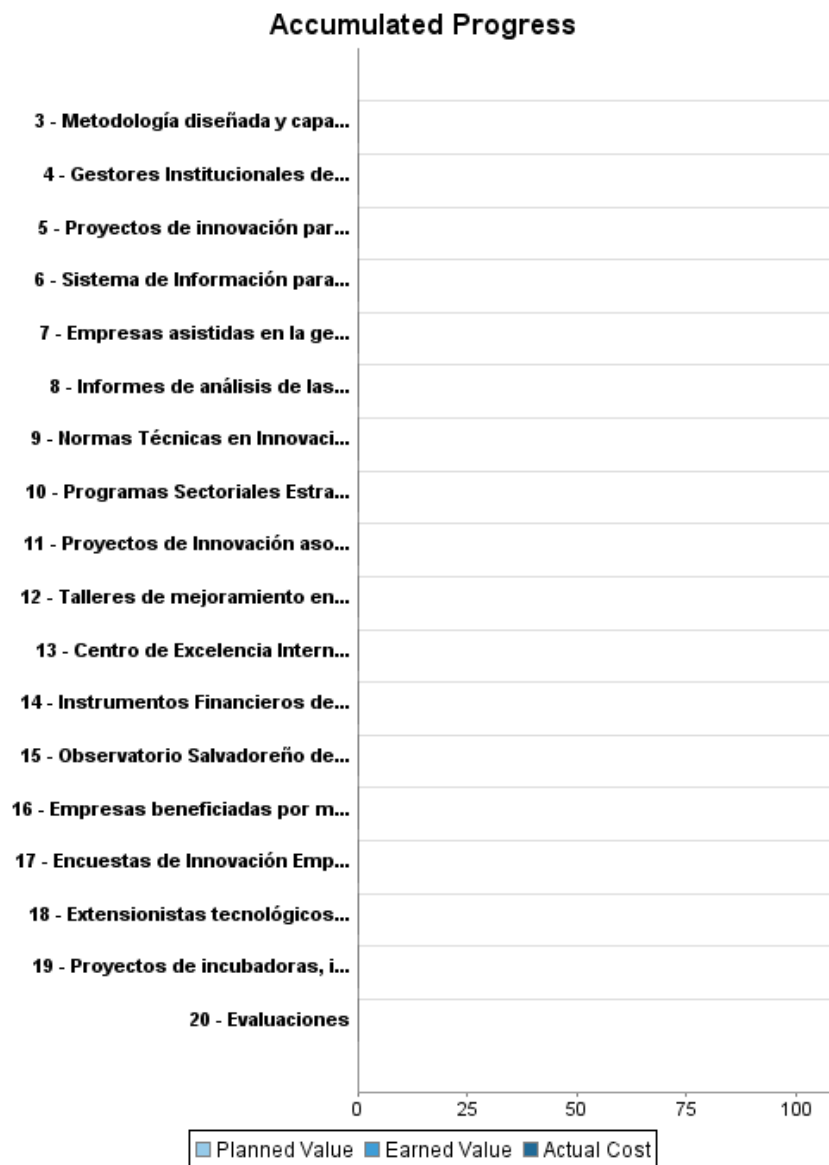 Accumulated Progress
3 - Metodología diseñada y capa...
4 - Gestores Institucionales de...
5 - Proyectos de innovación par...
6 - Sistema de Información para...
7 - Empresas asistidas en la ge...
8 - Informes de análisis de las...
9 - Normas Técnicas en Innovaci...
10 - Programas Sectoriales Estra...
11 - Proyectos de Innovación aso...
12 - Talleres de mejoramiento en...
13 - Centro de Excelencia Intern...
14 - Instrumentos Financieros de...
15 - Observatorio Salvadoreño de...
16 - Empresas beneficiadas por m...
17 - Encuestas de Innovación Emp...
18 - Extensionistas tecnológicos...
19 - Proyectos de incubadoras, i...
20 - Evaluaciones
0 25 50 75 100
Planned Value Earned Value Actual Cost